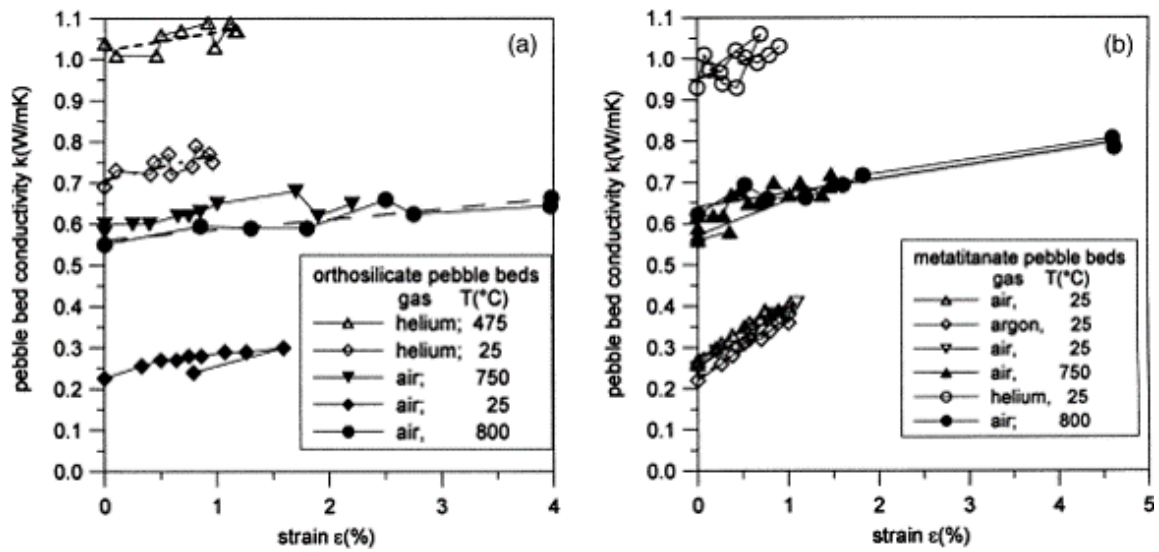 (a)
pebble bed conductivity k(W/mK)
1.1
1.0
0.9
0.8
0.7
0.6
0.5
0.4
0.3
0.2
0.1
0.0
orthosilicate pebble beds
gas T(°C)
helium; 475
helium; 25
air; 750
air; 25
air, 800
0 1 2 3 4
strain ε(%)
(b)
pebble bed conductivity k(W/mK)
1.1
1.0
0.9
0.8
0.7
0.6
0.5
0.4
0.3
0.2
0.1
0.0
metatitanate pebble beds
gas T(°C)
air, 25
argon, 25
air, 25
air, 750
helium, 25
air; 800
0 1 2 3 4 5
strain ε(%)